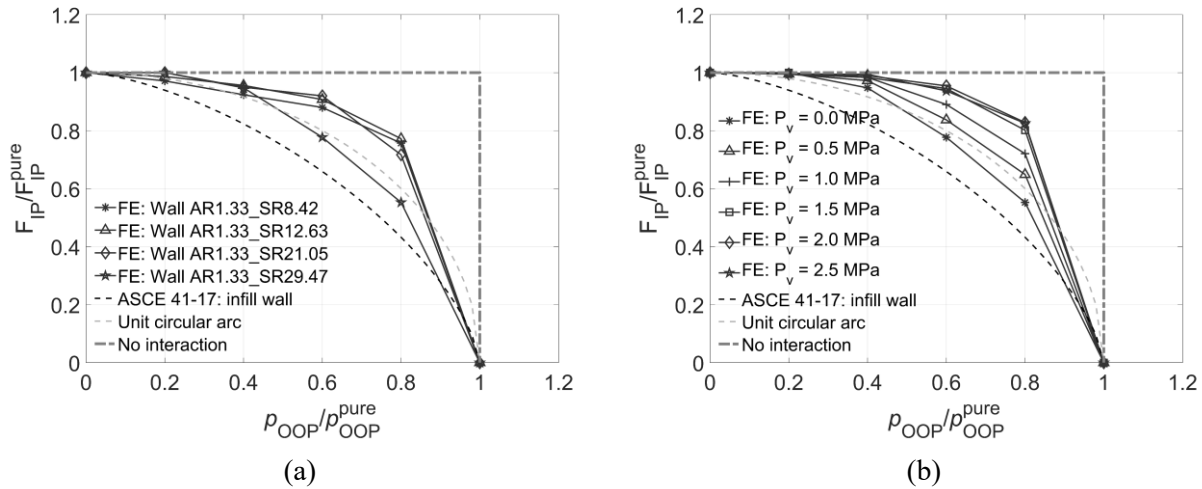 1.2
1
0.8
0.6
0.4
0.2
0
F_IP/F_IP^pure
FE: Wall AR1.33_SR8.42
FE: Wall AR1.33_SR12.63
FE: Wall AR1.33_SR21.05
FE: Wall AR1.33_SR29.47
ASCE 41-17: infill wall
Unit circular arc
No interaction
0 0.2 0.4 0.6 0.8 1 1.2
p_OOP/p_OOP^pure
(a)
1.2
1
0.8
0.6
0.4
0.2
0
F_IP/F_IP^pure
FE: P_v = 0.0 MPa
FE: P_v = 0.5 MPa
FE: P_v = 1.0 MPa
FE: P_v = 1.5 MPa
FE: P_v = 2.0 MPa
FE: P_v = 2.5 MPa
ASCE 41-17: infill wall
Unit circular arc
No interaction
0 0.2 0.4 0.6 0.8 1 1.2
p_OOP/p_OOP^pure
(b)